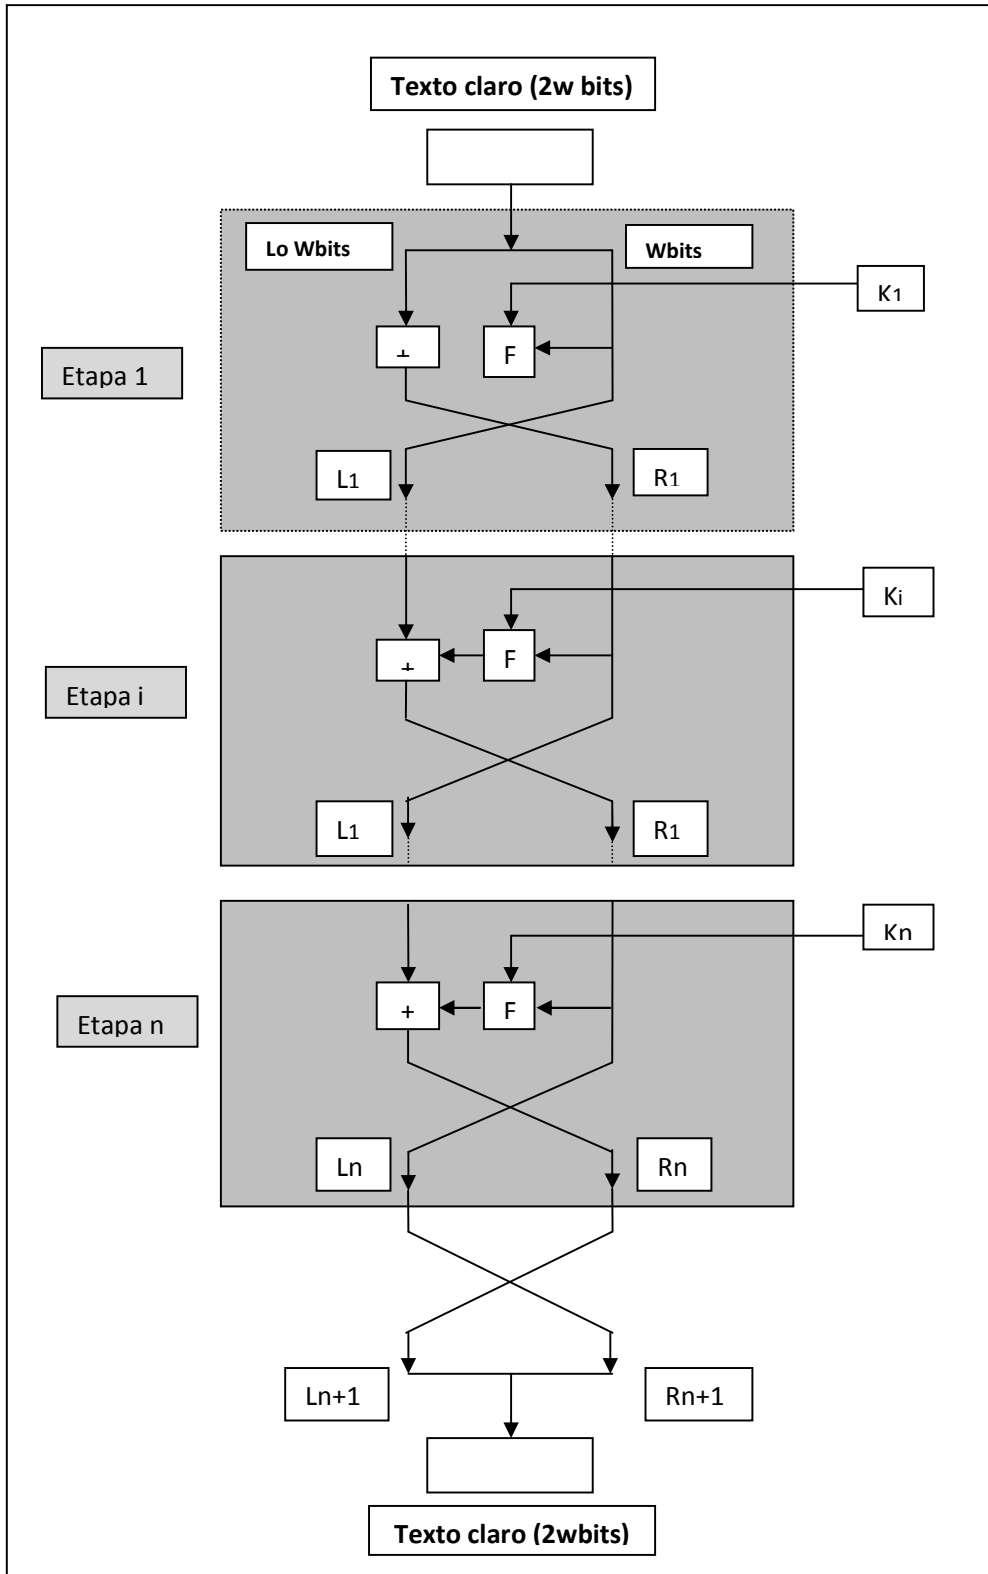 Texto claro (2w bits)
Lo Wbits
Wbits
K1
+
F
Etapa 1
L1
R1
Ki
+
F
Etapa i
L1
R1
Kn
+
F
Etapa n
Ln
Rn
Ln+1
Rn+1
Texto claro (2wbits)